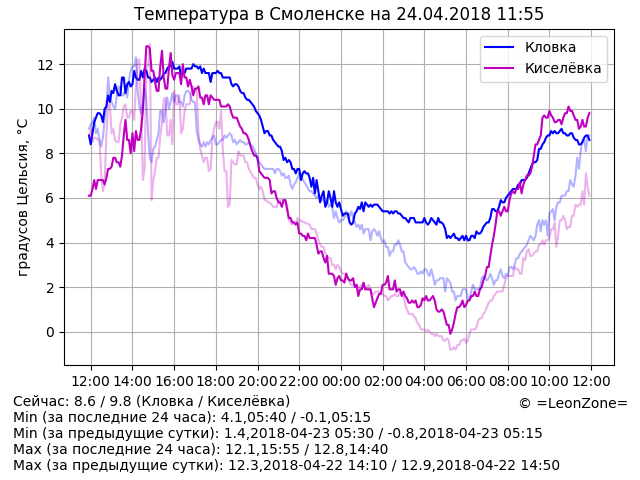 Температура в Смоленске на 24.04.2018 11:55
Кловка
Киселёвка
градусов Цельсия, °C
12
10
8
6
4
2
0
12:00 14:00 16:00 18:00 20:00 22:00 00:00 02:00 04:00 06:00 08:00 10:00 12:00
Сейчас: 8.6 / 9.8 (Кловка / Киселёвка)
© =LeonZone=
Min (за последние 24 часа): 4.1,05:40 / -0.1,05:15
Min (за предыдущие сутки): 1.4,2018-04-23 05:30 / -0.8,2018-04-23 05:15
Max (за последние 24 часа): 12.1,15:55 / 12.8,14:40
Max (за предыдущие сутки): 12.3,2018-04-22 14:10 / 12.9,2018-04-22 14:50